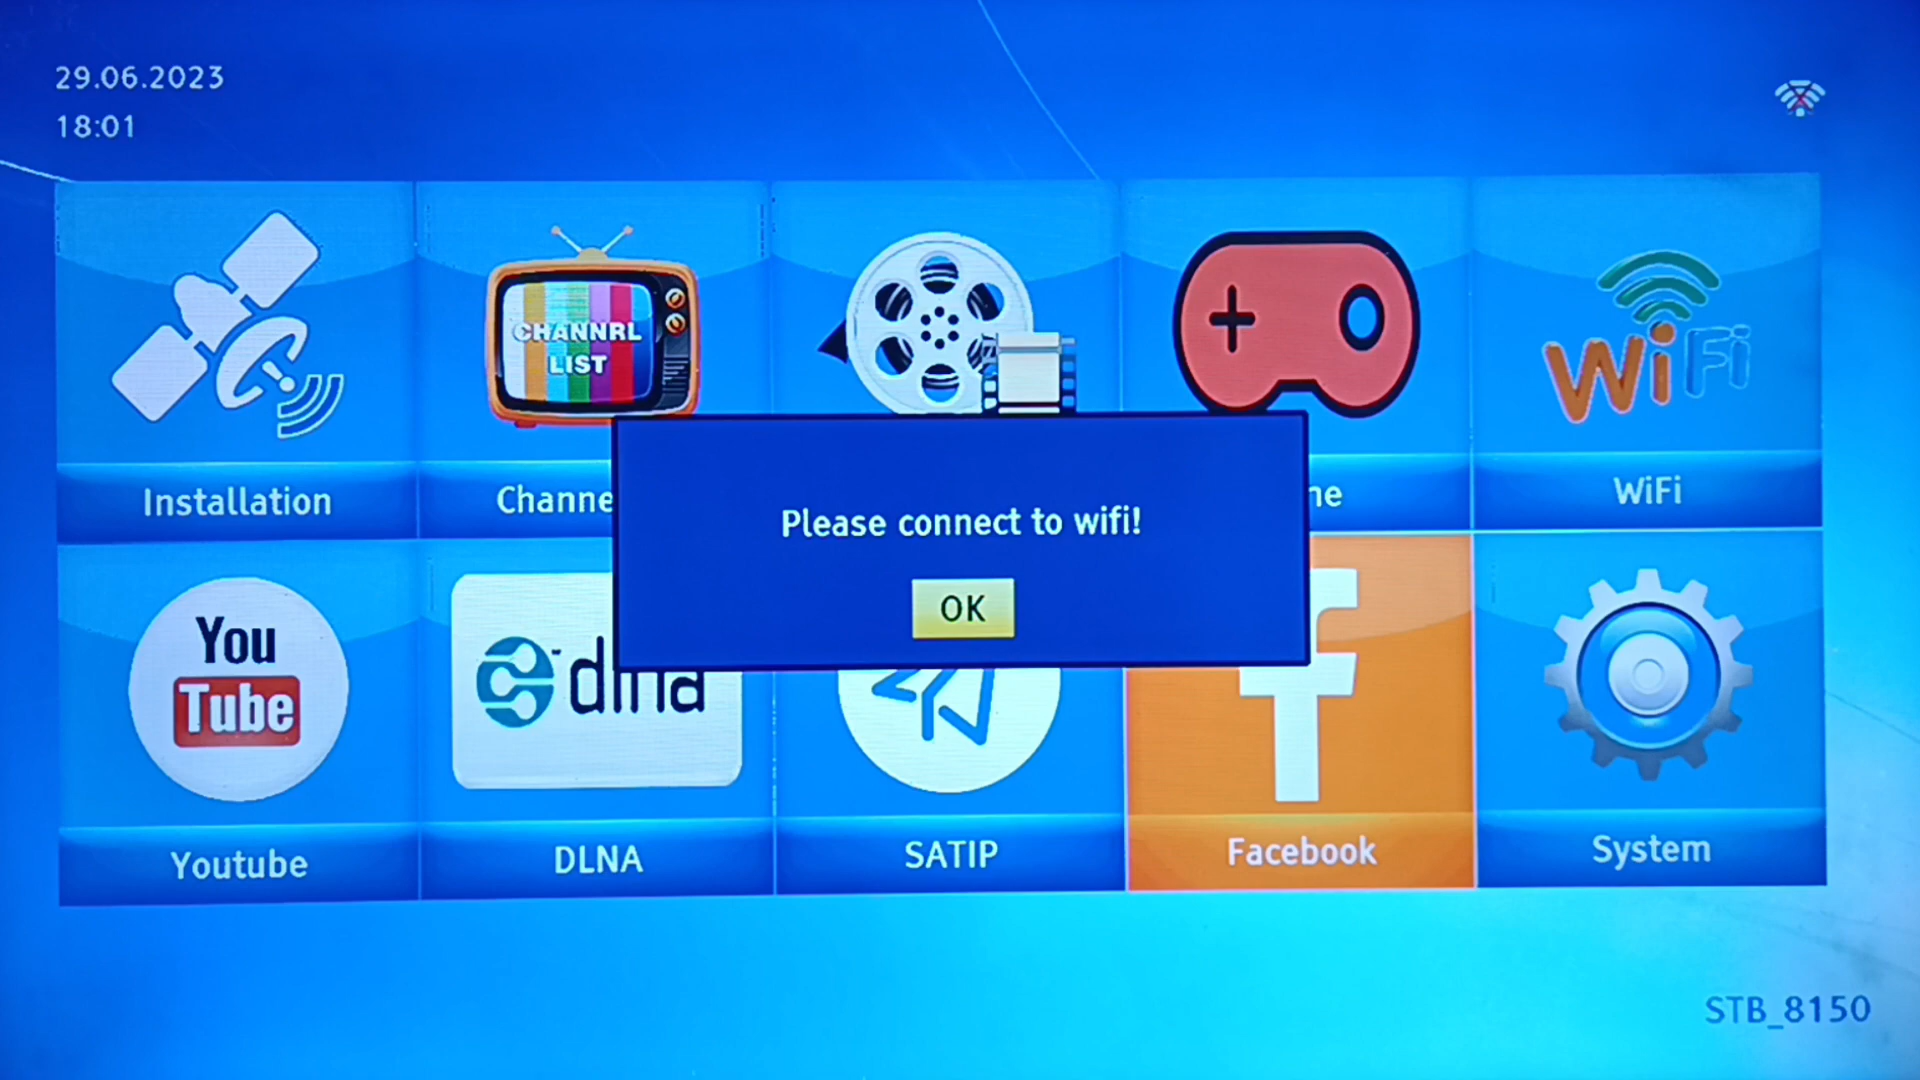 29.06.2023
18:01
CHANNRL
LIST
Installation
Channe
ne
WiFi
WiFi
Please connect to wifi!
OK
You
Tube
dlna
Youtube
DLNA
SATIP
Facebook
System
STB_8150